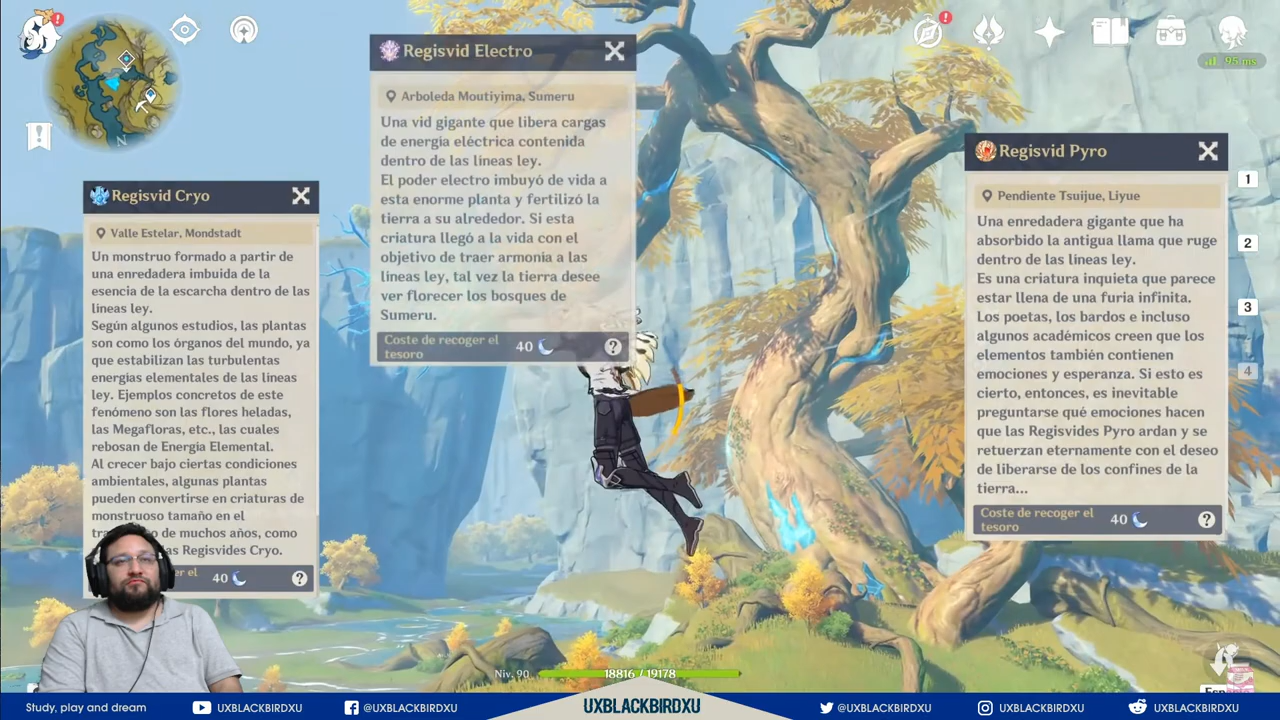 95 ms
N
1
2
3
4
Regisvid Electro
Arboleda Moutiyima, Sumeru
Una vid gigante que libera cargas
de energía eléctrica contenida
dentro de las líneas ley.
El poder electro imbuyó de vida a
esta enorme planta y fertilizó la
tierra a su alrededor. Si esta
criatura llegó a la vida con el
objetivo de traer armonía a las
líneas ley, tal vez la tierra desee
ver florecer los bosques de
Sumeru.
Coste de recoger el
tesoro
40
?
Regisvid Pyro
Pendiente Tsuijue, Liyue
Una enredadera gigante que ha
absorbido la antigua llama que ruge
dentro de las líneas ley.
Es una criatura inquieta que parece
estar llena de una furia infinita.
Los poetas, los bardos e incluso
algunos académicos creen que los
elementos también contienen
emociones y esperanza. Si esto es
cierto, entonces, es inevitable
preguntarse qué emociones hacen
que las Regisvides Pyro ardan y se
retuerzan eternamente con el deseo
de liberarse de los confines de la
tierra...
Coste de recoger el
tesoro
40
?
Regisvid Cryo
Valle Estelar, Mondstadt
Un monstruo formado a partir de
una enredadera imbuida de la
esencia de la escarcha dentro de las
líneas ley.
Según algunos estudios, las plantas
son como los órganos del mundo, ya
que estabilizan las turbulentas
energías elementales de las líneas
ley. Ejemplos concretos de este
fenómeno son las flores heladas,
las Megafloras, etc., las cuales
rebosan de Energía Elemental.
Al crecer bajo ciertas condiciones
ambientales, algunas plantas
pueden convertirse en criaturas de
monstruoso tamaño en el
de muchos años, como
Regisvides Cryo.
el
40
?
Niv. 90
18816 / 19178
Study, play and dream
UXBLACKBIRDXU
@UXBLACKBIRDXU
UXBLACKBIRDXU
@UXBLACKBIRDXU
UXBLACKBIRDXU
UXBLACKBIRDXU